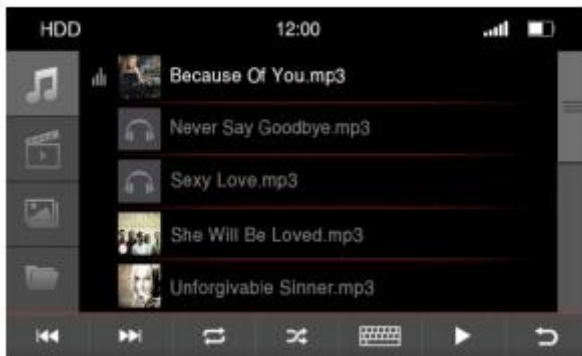 HDD 12:00
Because Of You.mp3
Never Say Goodbye.mp3
Sexy Love.mp3
She Will Be Loved.mp3
Unforgivable Sinner.mp3